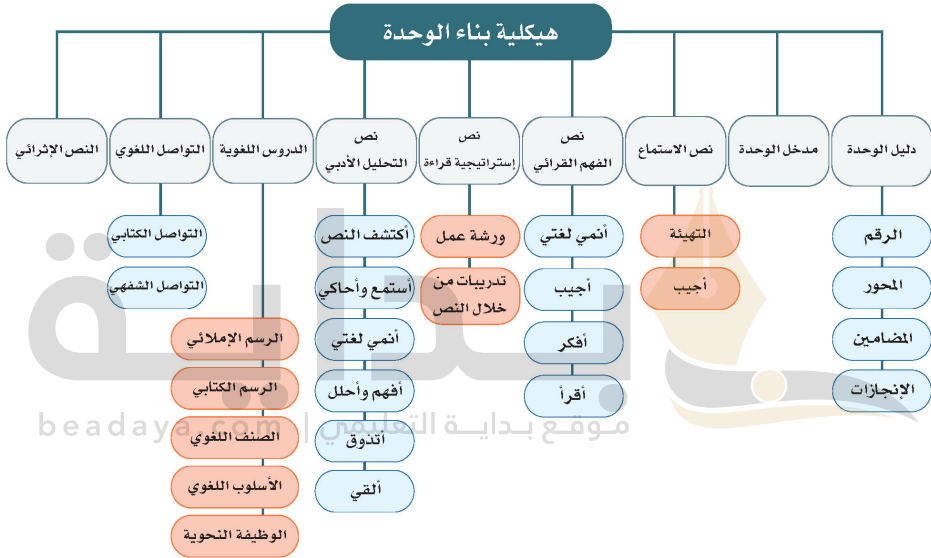 هيكلية بناء الوحدة
دليل الوحدة
مدخل الوحدة
نص الاستماع
نص
الفهم القرائي
نص
إستراتيجية قراءة
نص
التحليل الأدبي
الدروس اللغوية
التواصل اللغوي
النص الإثرائي
الرقم
المحور
المضامين
الإنجازات
التهيئة
أجيب
أنمي لغتي
أجيب
أفكر
أقرأ
ورشة عمل
تدريبات من
خلال النص
أكتشف النص
أستمع وأحاكي
أنمي لغتي
أفهم وأحلل
أتذوق
ألقي
الرسم الإملائي
الرسم الكتابي
الصنف اللغوي
الأسلوب اللغوي
الوظيفة النحوية
التواصل الكتابي
التواصل الشفهي
بداية
موقع بداية التعليمي | beadaya.com